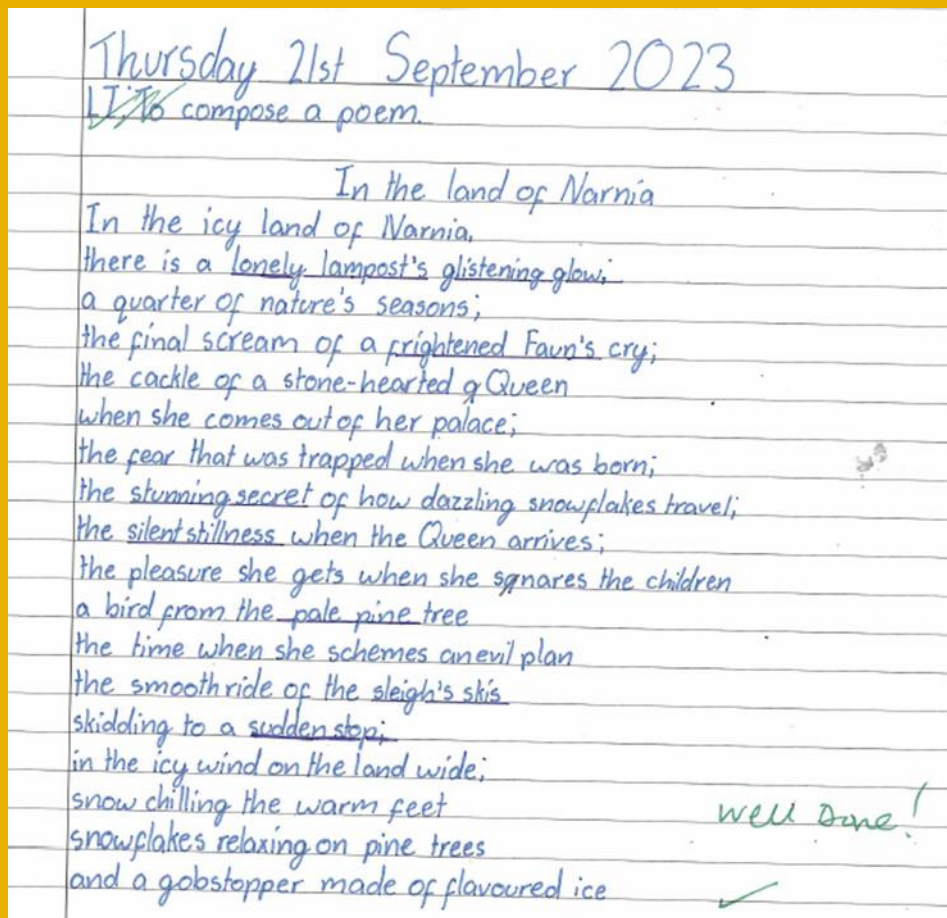 Thursday 21st September 2023
LI: To compose a poem.
In the land of Narnia
In the icy land of Narnia,
there is a lonely lampost's glistening glow;
a quarter of nature's seasons;
the final scream of a frightened Faun's cry;
the cackle of a stone-hearted q Queen
when she comes out of her palace;
the fear that was trapped when she was born;
the stunning secret of how dazzling snowflakes travel;
the silent stillness when the Queen arrives;
the pleasure she gets when she snares the children
a bird from the pale pine tree
the time when she schemes an evil plan
the smooth ride of the sleigh's skis
skidding to a sudden stop;
in the icy wind on the land wide;
snow chilling the warm feet
well Done!
snowflakes relaxing on pine trees
and a gobstopper made of flavoured ice